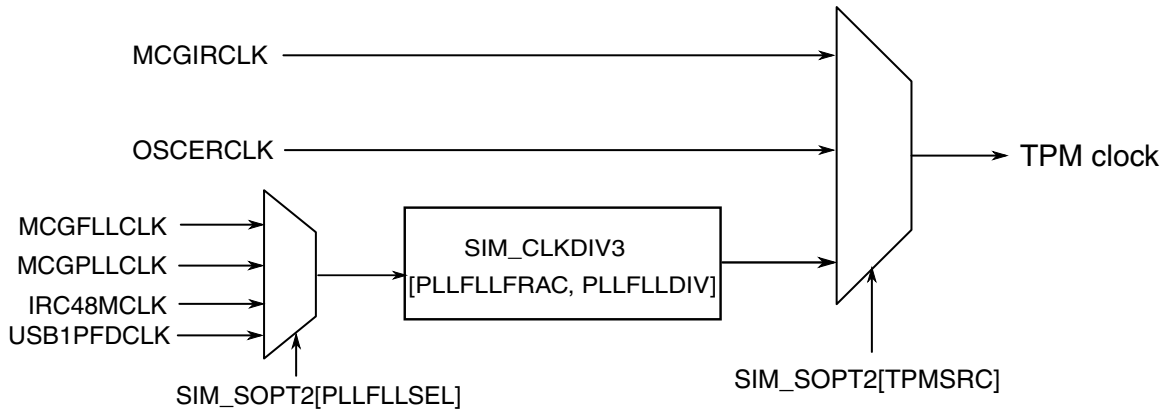 MCGIRCLK
OSCERCLK
TPM clock
MCGFLLCLK
MCGPLLCLK
IRC48MCLK
USB1PFDCLK
SIM_CLKDIV3
[PLLFLLFRAC, PLLFLLDIV]
SIM_SOPT2[PLLFLLSEL]
SIM_SOPT2[TPMSRC]